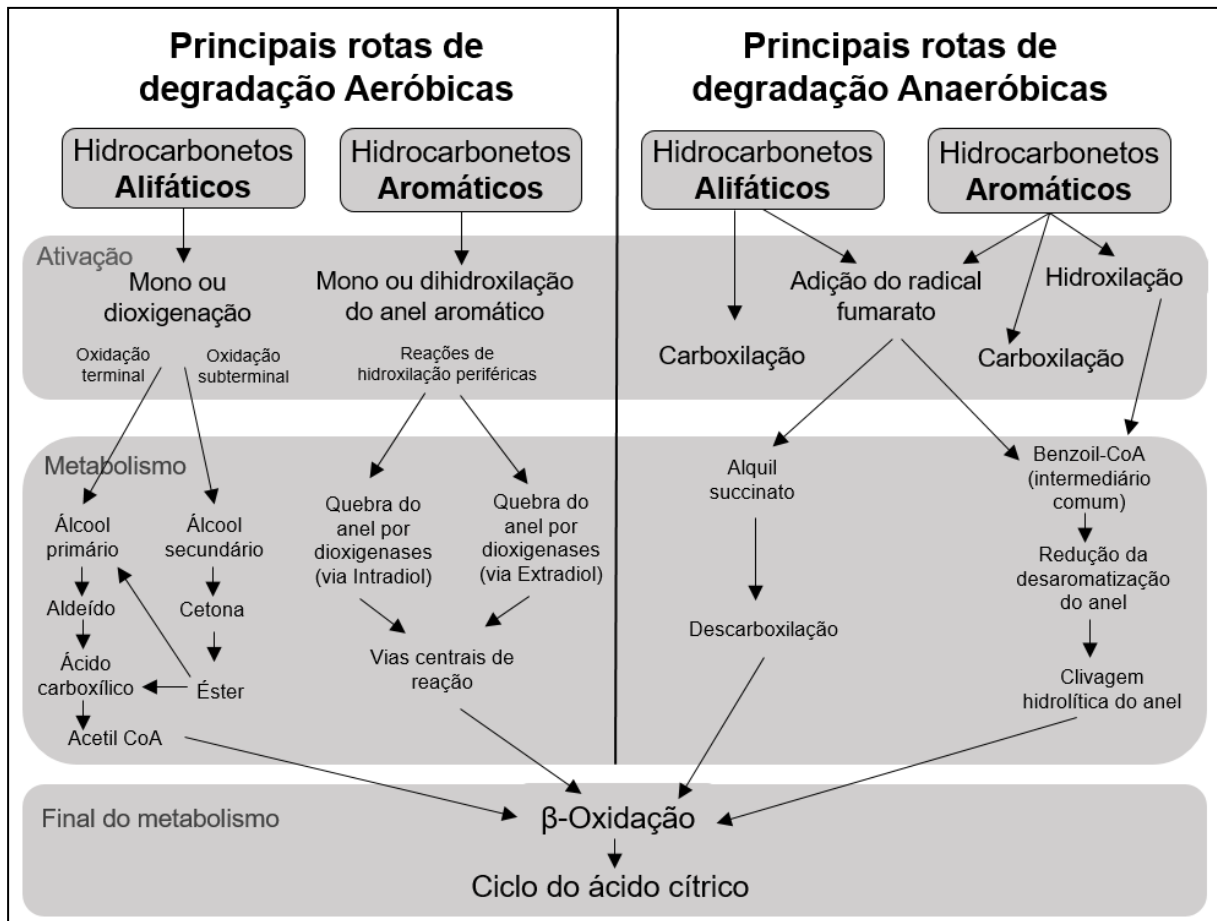 Principais rotas de
degradação Aeróbicas
Principais rotas de
degradação Anaeróbicas
Hidrocarbonetos
Alifáticos
Hidrocarbonetos
Aromáticos
Hidrocarbonetos
Alifáticos
Hidrocarbonetos
Aromáticos
Ativação
Mono ou
dioxigenação
Oxidação
terminal
Oxidação
subterminal
Mono ou dihidroxilação
do anel aromático
Reações de
hidroxilação periféricas
Carboxilação
Adição do radical
fumarato
Carboxilação
Hidroxilação
Metabolismo
Álcool
primário
Aldeído
Ácido
carboxílico
Acetil CoA
Álcool
secundário
Cetona
Éster
Quebra do
anel por
dioxigenases
(via Intradiol)
Quebra do
anel por
dioxigenases
(via Extradiol)
Vias centrais de
reação
Alquil
succinato
Descarboxilação
Benzoil-CoA
(intermediário
comum)
Redução da
desaromatização
do anel
Clivagem
hidrolítica do anel
Final do metabolismo
β-Oxidação
Ciclo do ácido cítrico